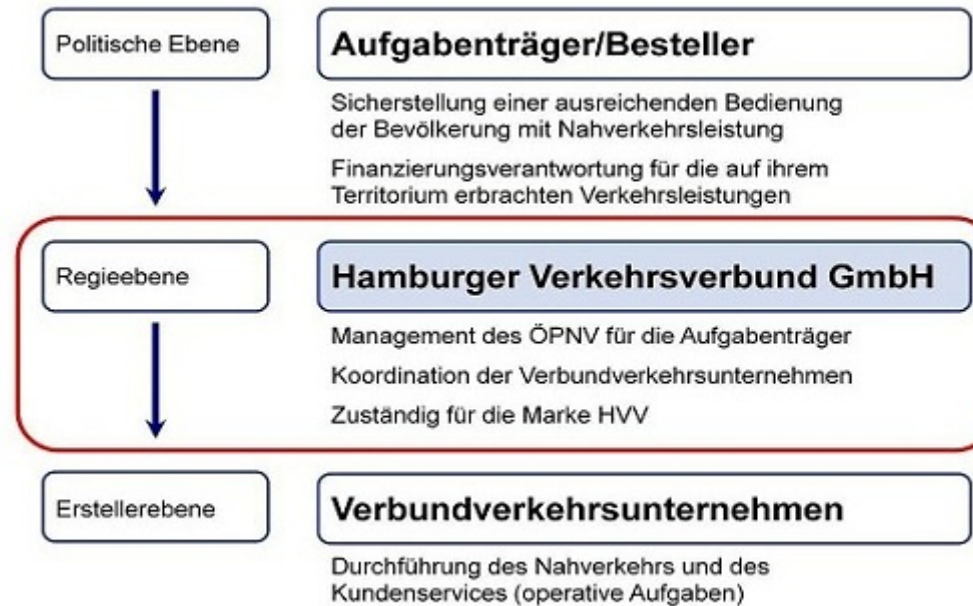 Politische Ebene
Aufgabenträger/Besteller
Sicherstellung einer ausreichenden Bedienung
der Bevölkerung mit Nahverkehrsleistung
Finanzierungsverantwortung für die auf ihrem
Territorium erbrachten Verkehrsleistungen
Regieebene
Hamburger Verkehrsverbund GmbH
Management des ÖPNV für die Aufgabenträger
Koordination der Verbundverkehrsunternehmen
Zuständig für die Marke HVV
Erstellerebene
Verbundverkehrsunternehmen
Durchführung des Nahverkehrs und des
Kundenservices (operative Aufgaben)